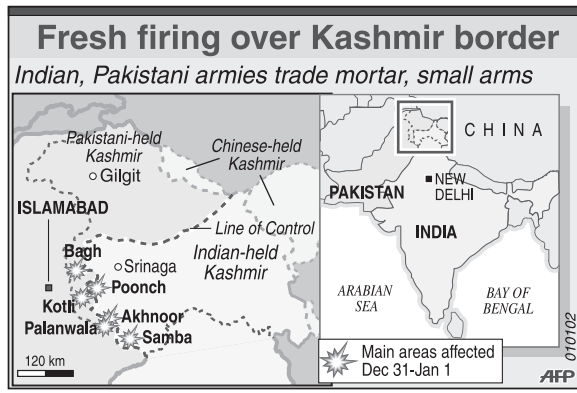 Fresh firing over Kashmir border
Indian, Pakistani armies trade mortar, small arms
Pakistani-held
Kashmir
Gilgit
Chinese-held
Kashmir
ISLAMABAD
Line of Control
Bagh
Srinaga
Indian-held
Kashmir
Poonch
Kotli
Palanwala
Akhnoor
Samba
120 km
CHINA
NEW
DELHI
PAKISTAN
INDIA
ARABIAN
SEA
BAY OF
BENGAL
Main areas affected
Dec 31-Jan 1
010102
AFP